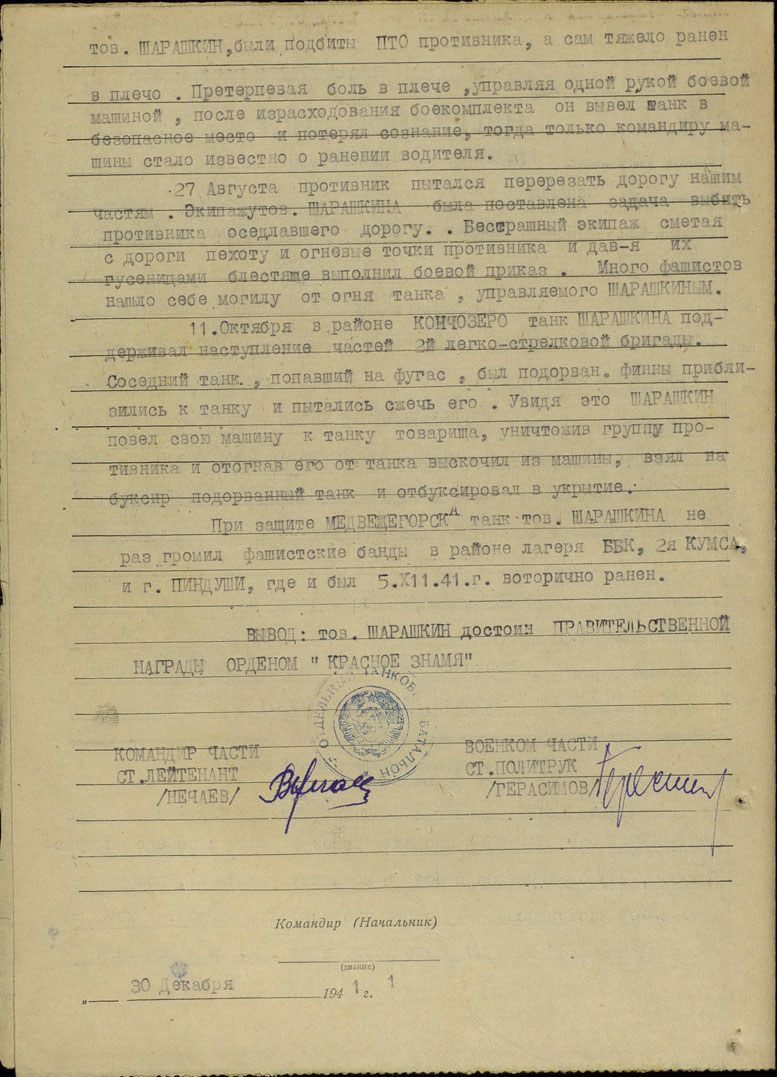 тов. ШАРАШКИН,были подбиты ПТО противника, а сам тяжело ранен
в плечо . Претерпевая боль в плече ,управляя одной рукой боевой
машиной , после израсходования боекомплекта он вывел танк в
безопасное место и потерял сознание, тогда только командиру ма-
шины стало известно о ранении водителя.
27 Августа противник пытался перерезать дорогу нашим
частям . Экипажутов. ШАРАШКИНА была поставлена задача выбить
противника оседлавшего дорогу. . Бесстрашный экипаж сметая
с дороги пехоту и огневые точки противника и дав-я их
гусеницами блестяще выполнил боевой приказ . Много фашистов
нашло себе могилу от огня танка , управляемого ШАРАШКИНЫМ.
11.Октября в районе КОНЧОЗЕРО танк ШАРАШКИНА под-
держивал наступление частей 2й легко-стрелковой бригады.
Соседний танк. , попавший на фугас , был подорван. финны прибли-
зились к танку и пытались сжечь его . Увидя это ШАРАШКИН
повел свою машину к танку товарища, уничтожив группу про-
тивника и отогнав его от танка выскочил из машины, взял на
буксир подорванный танк и отбуксировал в укрытие.
При защите МЕДВЕЩЕГОРСКА танк тов. ШАРАШКИНА не
раз громил фашистские банды в районе лагеря ББК, 2я КУМСА,
и г. ПИНДУШИ, где и был 5.X11.41.г. воторично ранен.
ВЫВОД: тов. ШАРАШКИН достоин ПРАВИТЕЛЬСТВЕННОЙ
НАГРАДЫ ОРДЕНОМ " КРАСНОЕ ЗНАМЯ"
ОТДЕЛЬНЫЙ ТАНКОВ. БАТАЛЬОН
КОМАНДИР ЧАСТИ
СТ.ЛЕЙТЕНАНТ
/НЕЧАЕВ/
ВОЕНКОМ ЧАСТИ
СТ.ПОЛИТРУК
/ГЕРАСИМОВ/
Командир (Начальник)
(звание)
„ 30 Декабря 1941 г. 1